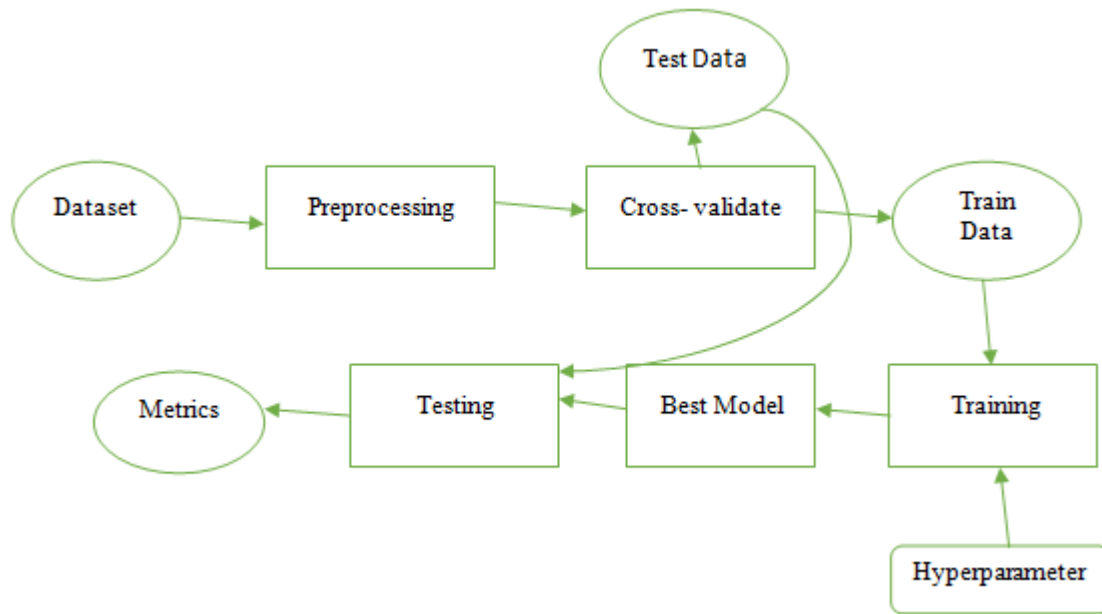 Test Data
Dataset
Preprocessing
Cross- validate
Train
Data
Metrics
Testing
Best Model
Training
Hyperparameter